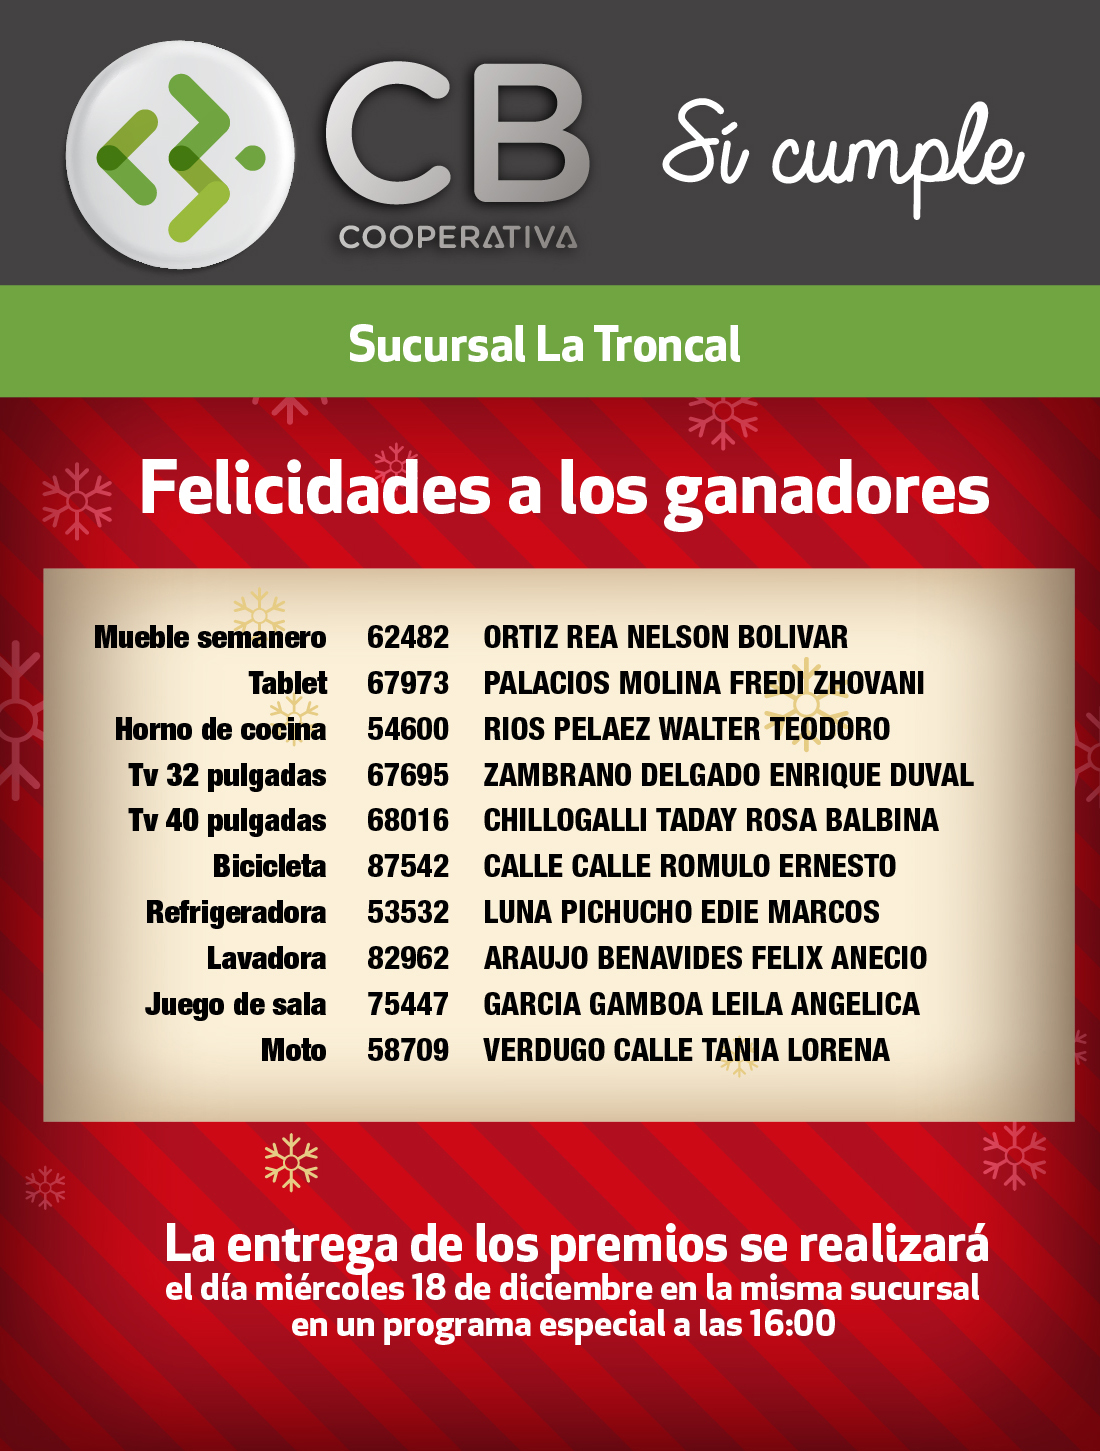 CB
COOPERATIVA
Sí cumple
Sucursal La Troncal
Felicidades a los ganadores
Mueble semanero 62482 ORTIZ REA NELSON BOLIVAR
Tablet 67973 PALACIOS MOLINA FREDI ZHOVANI
Horno de cocina 54600 RIOS PELAEZ WALTER TEODORO
Tv 32 pulgadas 67695 ZAMBRANO DELGADO ENRIQUE DUVAL
Tv 40 pulgadas 68016 CHILLOGALLI TADAY ROSA BALBINA
Bicicleta 87542 CALLE CALLE ROMULO ERNESTO
Refrigeradora 53532 LUNA PICHUCHO EDIE MARCOS
Lavadora 82962 ARAUJO BENAVIDES FELIX ANECIO
Juego de sala 75447 GARCIA GAMBOA LEILA ANGELICA
Moto 58709 VERDUGO CALLE TANIA LORENA
La entrega de los premios se realizará
el día miércoles 18 de diciembre en la misma sucursal
en un programa especial a las 16:00